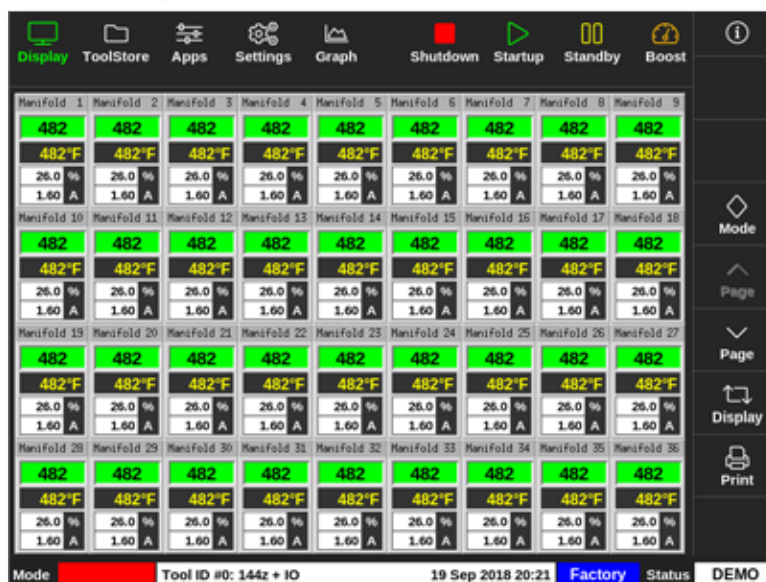 Display ToolStore Apps Settings Graph Shutdown Startup Standby Boost
Manifold 1 Manifold 2 Manifold 3 Manifold 4 Manifold 5 Manifold 6 Manifold 7 Manifold 8 Manifold 9
482 482 482 482 482 482 482 482 482
482°F 482°F 482°F 482°F 482°F 482°F 482°F 482°F 482°F
26.0 % 26.0 % 26.0 % 26.0 % 26.0 % 26.0 % 26.0 % 26.0 % 26.0 %
1.60 A 1.60 A 1.60 A 1.60 A 1.60 A 1.60 A 1.60 A 1.60 A 1.60 A
Manifold 10 Manifold 11 Manifold 12 Manifold 13 Manifold 14 Manifold 15 Manifold 16 Manifold 17 Manifold 18
482 482 482 482 482 482 482 482 482
482°F 482°F 482°F 482°F 482°F 482°F 482°F 482°F 482°F
26.0 % 26.0 % 26.0 % 26.0 % 26.0 % 26.0 % 26.0 % 26.0 % 26.0 %
1.60 A 1.60 A 1.60 A 1.60 A 1.60 A 1.60 A 1.60 A 1.60 A 1.60 A
Manifold 19 Manifold 20 Manifold 21 Manifold 22 Manifold 23 Manifold 24 Manifold 25 Manifold 26 Manifold 27
482 482 482 482 482 482 482 482 482
482°F 482°F 482°F 482°F 482°F 482°F 482°F 482°F 482°F
26.0 % 26.0 % 26.0 % 26.0 % 26.0 % 26.0 % 26.0 % 26.0 % 26.0 %
1.60 A 1.60 A 1.60 A 1.60 A 1.60 A 1.60 A 1.60 A 1.60 A 1.60 A
Manifold 28 Manifold 29 Manifold 30 Manifold 31 Manifold 32 Manifold 33 Manifold 34 Manifold 35 Manifold 36
482 482 482 482 482 482 482 482 482
482°F 482°F 482°F 482°F 482°F 482°F 482°F 482°F 482°F
26.0 % 26.0 % 26.0 % 26.0 % 26.0 % 26.0 % 26.0 % 26.0 % 26.0 %
1.60 A 1.60 A 1.60 A 1.60 A 1.60 A 1.60 A 1.60 A 1.60 A 1.60 A
Mode
Page
Page
Display
Print
Mode Tool ID #0: 144z + IO 19 Sep 2018 20:21 Factory Status DEMO